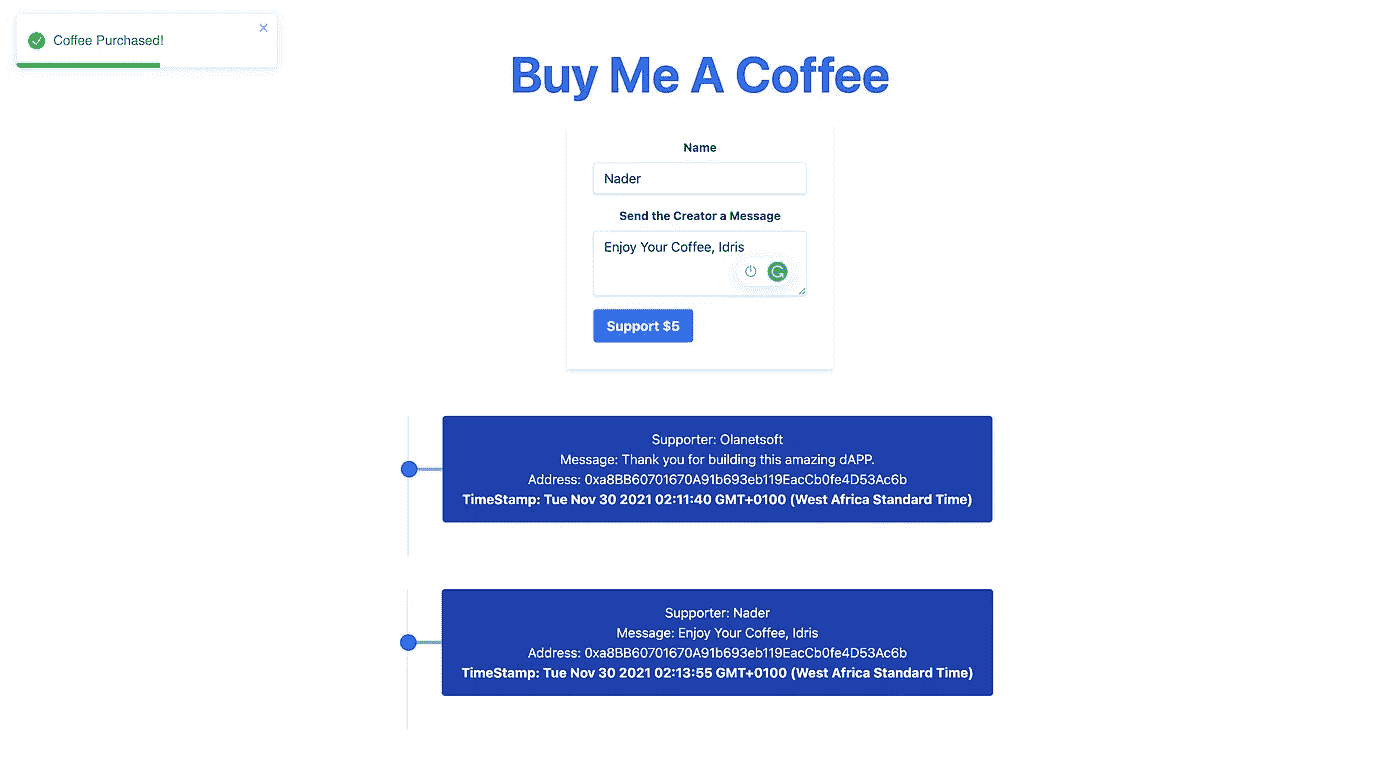 Coffee Purchased!
Buy Me A Coffee
Name
Nader
Send the Creator a Message
Enjoy Your Coffee, Idris
Support $5
Supporter: Olanetsoft
Message: Thank you for building this amazing dAPP.
Address: 0xa8BB60701670A91b693eb119EacCb0fe4D53Ac6b
TimeStamp: Tue Nov 30 2021 02:11:40 GMT+0100 (West Africa Standard Time)
Supporter: Nader
Message: Enjoy Your Coffee, Idris
Address: 0xa8BB60701670A91b693eb119EacCb0fe4D53Ac6b
TimeStamp: Tue Nov 30 2021 02:13:55 GMT+0100 (West Africa Standard Time)